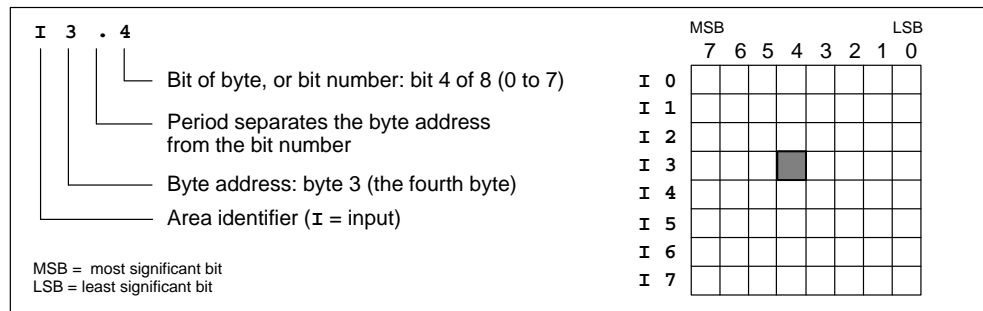 I 3 . 4
Bit of byte, or bit number: bit 4 of 8 (0 to 7)
Period separates the byte address
from the bit number
Byte address: byte 3 (the fourth byte)
Area identifier (I = input)
MSB = most significant bit
LSB = least significant bit
MSB LSB
7 6 5 4 3 2 1 0
I 0
I 1
I 2
I 3
I 4
I 5
I 6
I 7